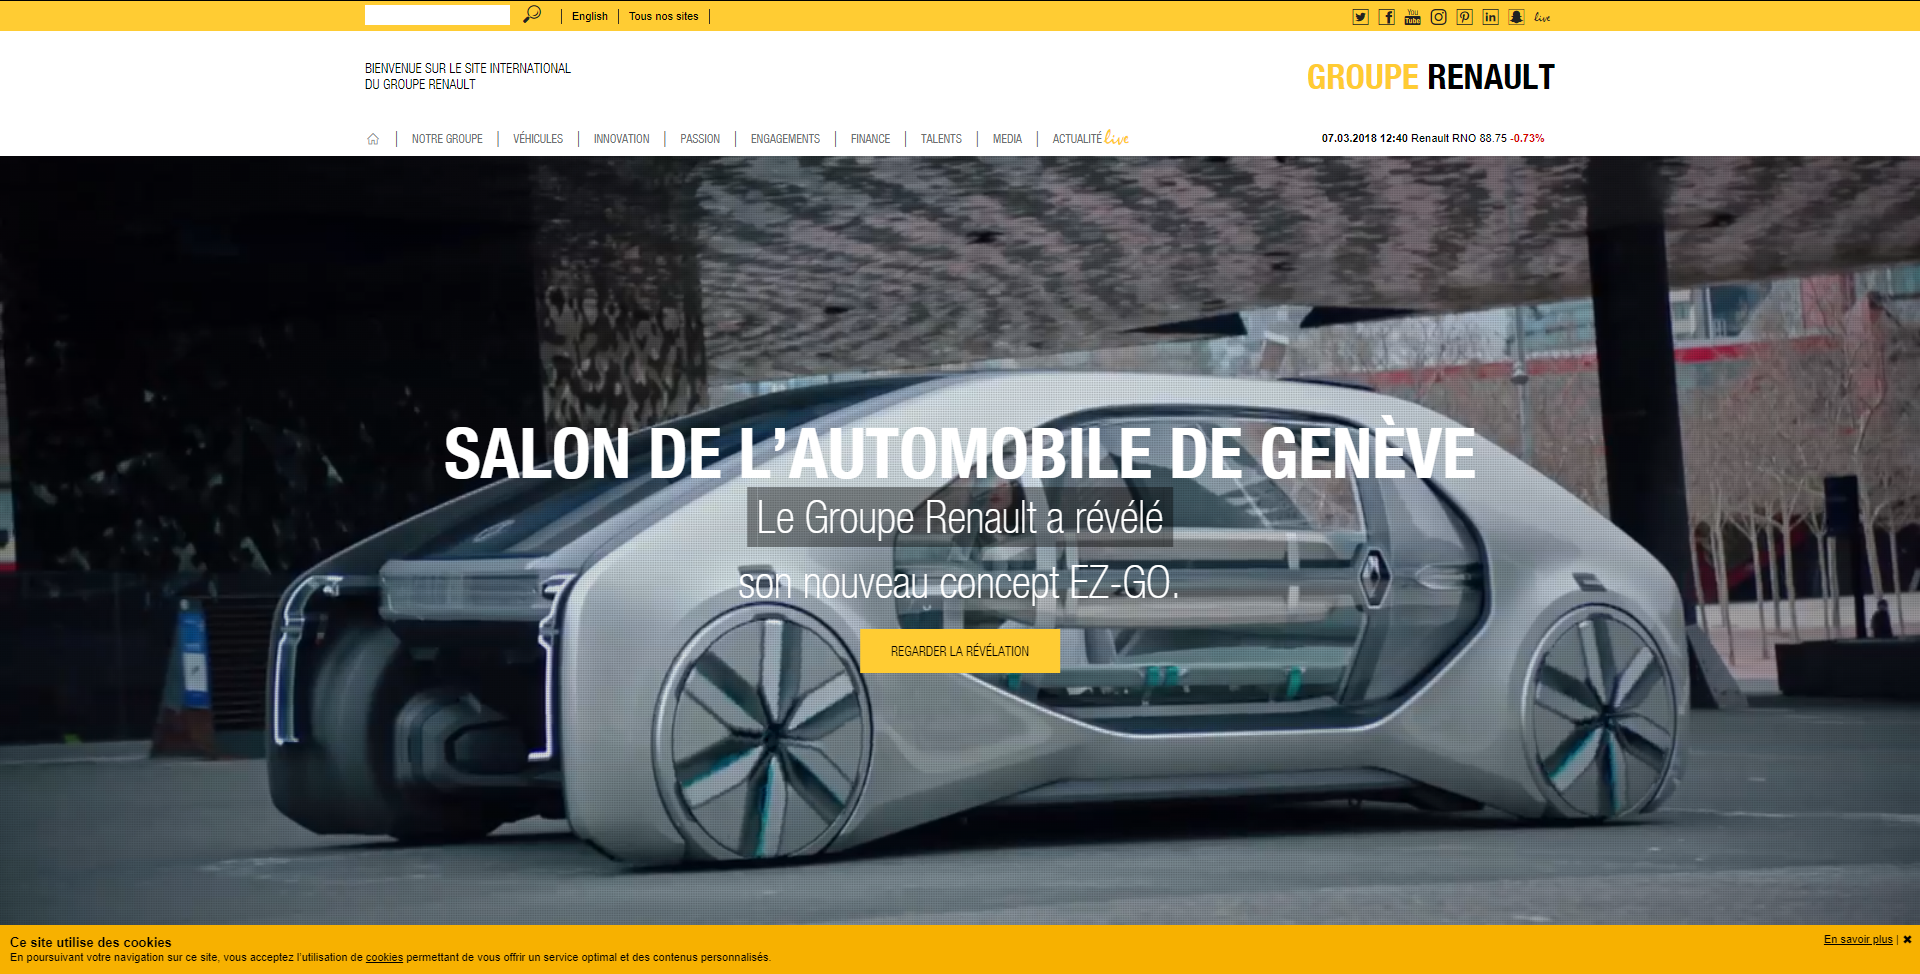 English
Tous nos sites
You
Tube
live
BIENVENUE SUR LE SITE INTERNATIONAL
DU GROUPE RENAULT
GROUPE RENAULT
NOTRE GROUPE
VÉHICULES
INNOVATION
PASSION
ENGAGEMENTS
FINANCE
TALENTS
MEDIA
ACTUALITÉ live
07.03.2018 12:40 Renault RNO 88.75 -0.73%
SALON DE L’AUTOMOBILE DE GENÈVE
Le Groupe Renault a révélé
son nouveau concept EZ-GO.
REGARDER LA RÉVÉLATION
Ce site utilise des cookies
En savoir plus | ✖
En poursuivant votre navigation sur ce site, vous acceptez l’utilisation de cookies permettant de vous offrir un service optimal et des contenus personnalisés.